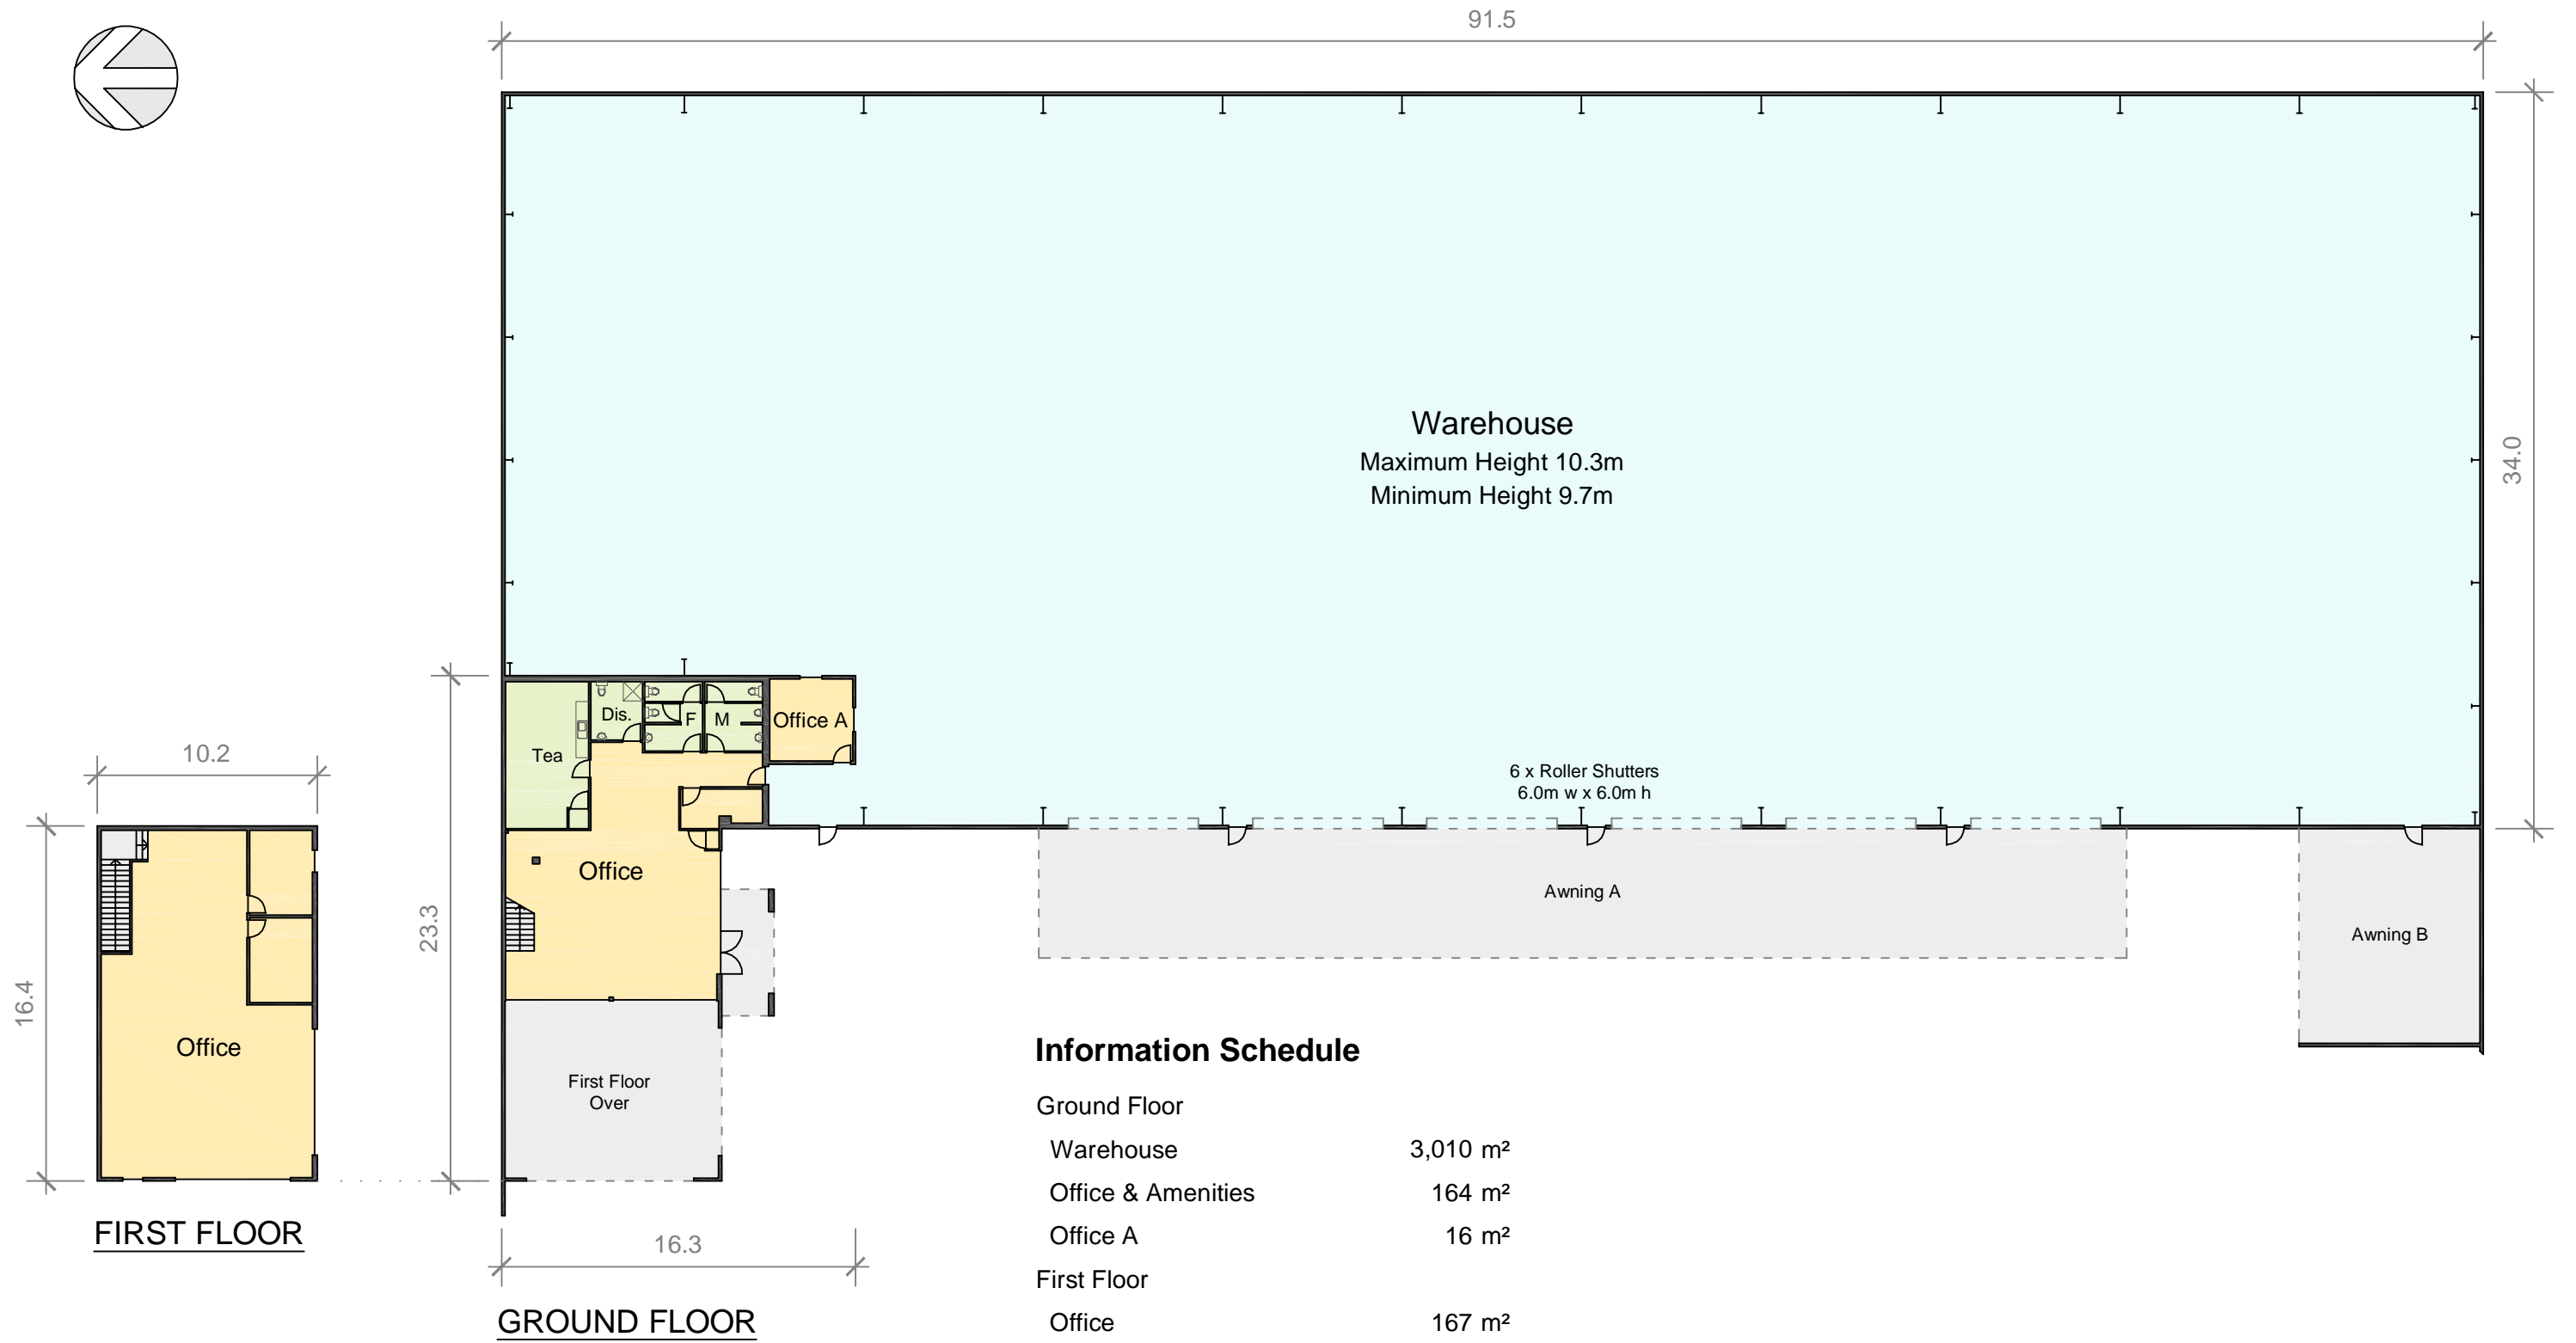 91.5
34.0
Warehouse
Maximum Height 10.3m
Minimum Height 9.7m
6 x Roller Shutters
6.0m w x 6.0m h
Dis.
F
M
Office A
Tea
Office
10.2
16.4
Office
23.3
First Floor
Over
Awning A
Awning B
16.3
FIRST FLOOR
GROUND FLOOR
Information Schedule
Ground Floor
Warehouse 3,010 m²
Office & Amenities 164 m²
Office A 16 m²
First Floor
Office 167 m²